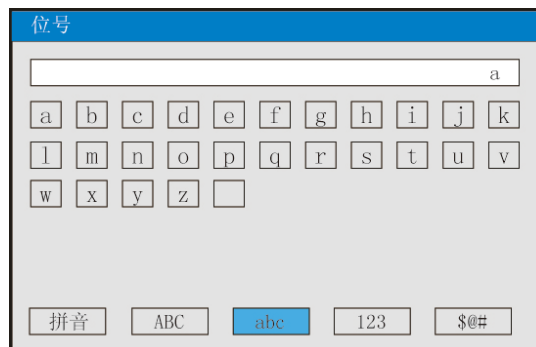 位号
a
a b c d e f g h i j k
l m n o p q r s t u v
w x y z
拼音 ABC abc 123 $@#